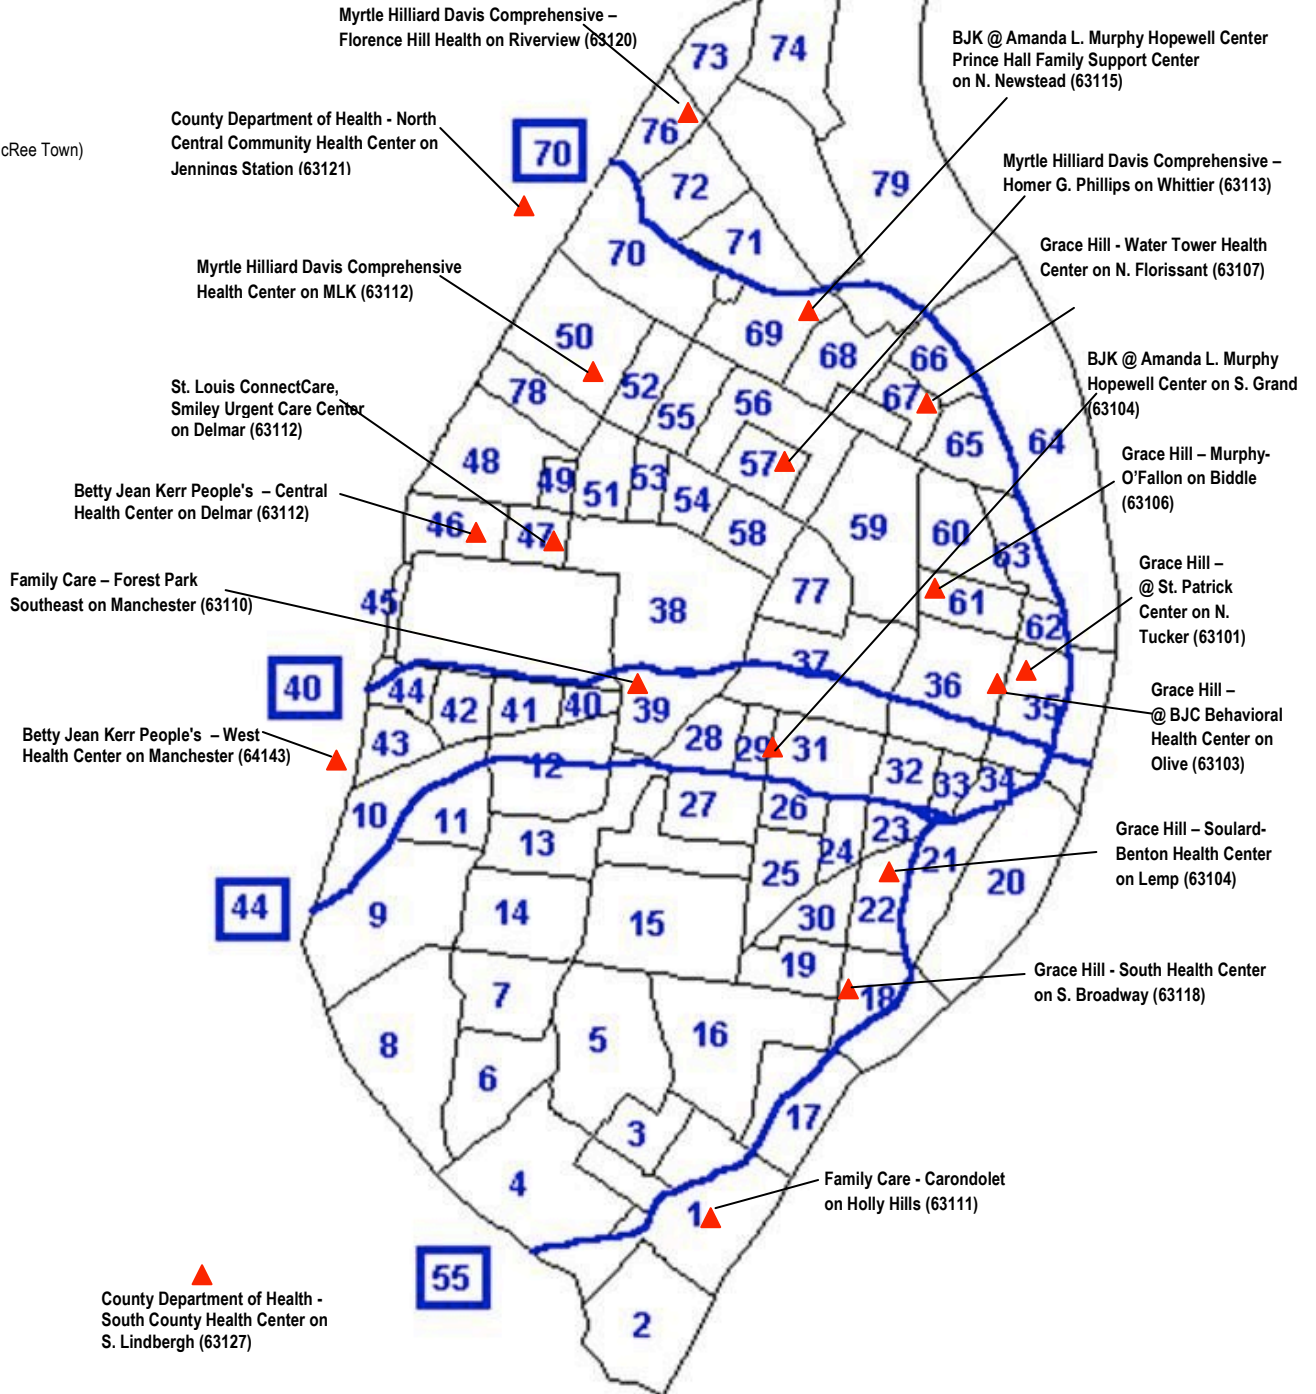 Myrtle Hilliard Davis Comprehensive –
Florence Hill Health on Riverview (63120)
BJK @ Amanda L. Murphy Hopewell Center
Prince Hall Family Support Center
on N. Newstead (63115)
County Department of Health - North
Central Community Health Center on
Jennings Station (63121)
cRee Town)
Myrtle Hilliard Davis Comprehensive –
Homer G. Phillips on Whittier (63113)
Grace Hill - Water Tower Health
Center on N. Florissant (63107)
Myrtle Hilliard Davis Comprehensive
Health Center on MLK (63112)
BJK @ Amanda L. Murphy
Hopewell Center on S. Grand
(63104)
St. Louis ConnectCare,
Smiley Urgent Care Center
on Delmar (63112)
Grace Hill – Murphy-
O'Fallon on Biddle
(63106)
Betty Jean Kerr People's – Central
Health Center on Delmar (63112)
Grace Hill –
@ St. Patrick
Center on N.
Tucker (63101)
Family Care – Forest Park
Southeast on Manchester (63110)
Grace Hill –
@ BJC Behavioral
Health Center on
Olive (63103)
Betty Jean Kerr People's – West
Health Center on Manchester (64143)
Grace Hill – Soulard-
Benton Health Center
on Lemp (63104)
Grace Hill - South Health Center
on S. Broadway (63118)
Family Care - Carondolet
on Holly Hills (63111)
County Department of Health -
South County Health Center on
S. Lindbergh (63127)
70
40
44
55
73
74
76
72
79
71
70
69
68
66
50
52
78
55
56
67
65
64
48
49
51
53
54
57
58
59
60
63
46
47
45
38
77
61
62
37
36
35
44
42
41
40
39
43
28
29
31
32
33
34
12
10
11
13
27
26
25
24
23
21
20
9
14
15
30
22
19
18
7
8
5
16
6
17
3
4
1
2